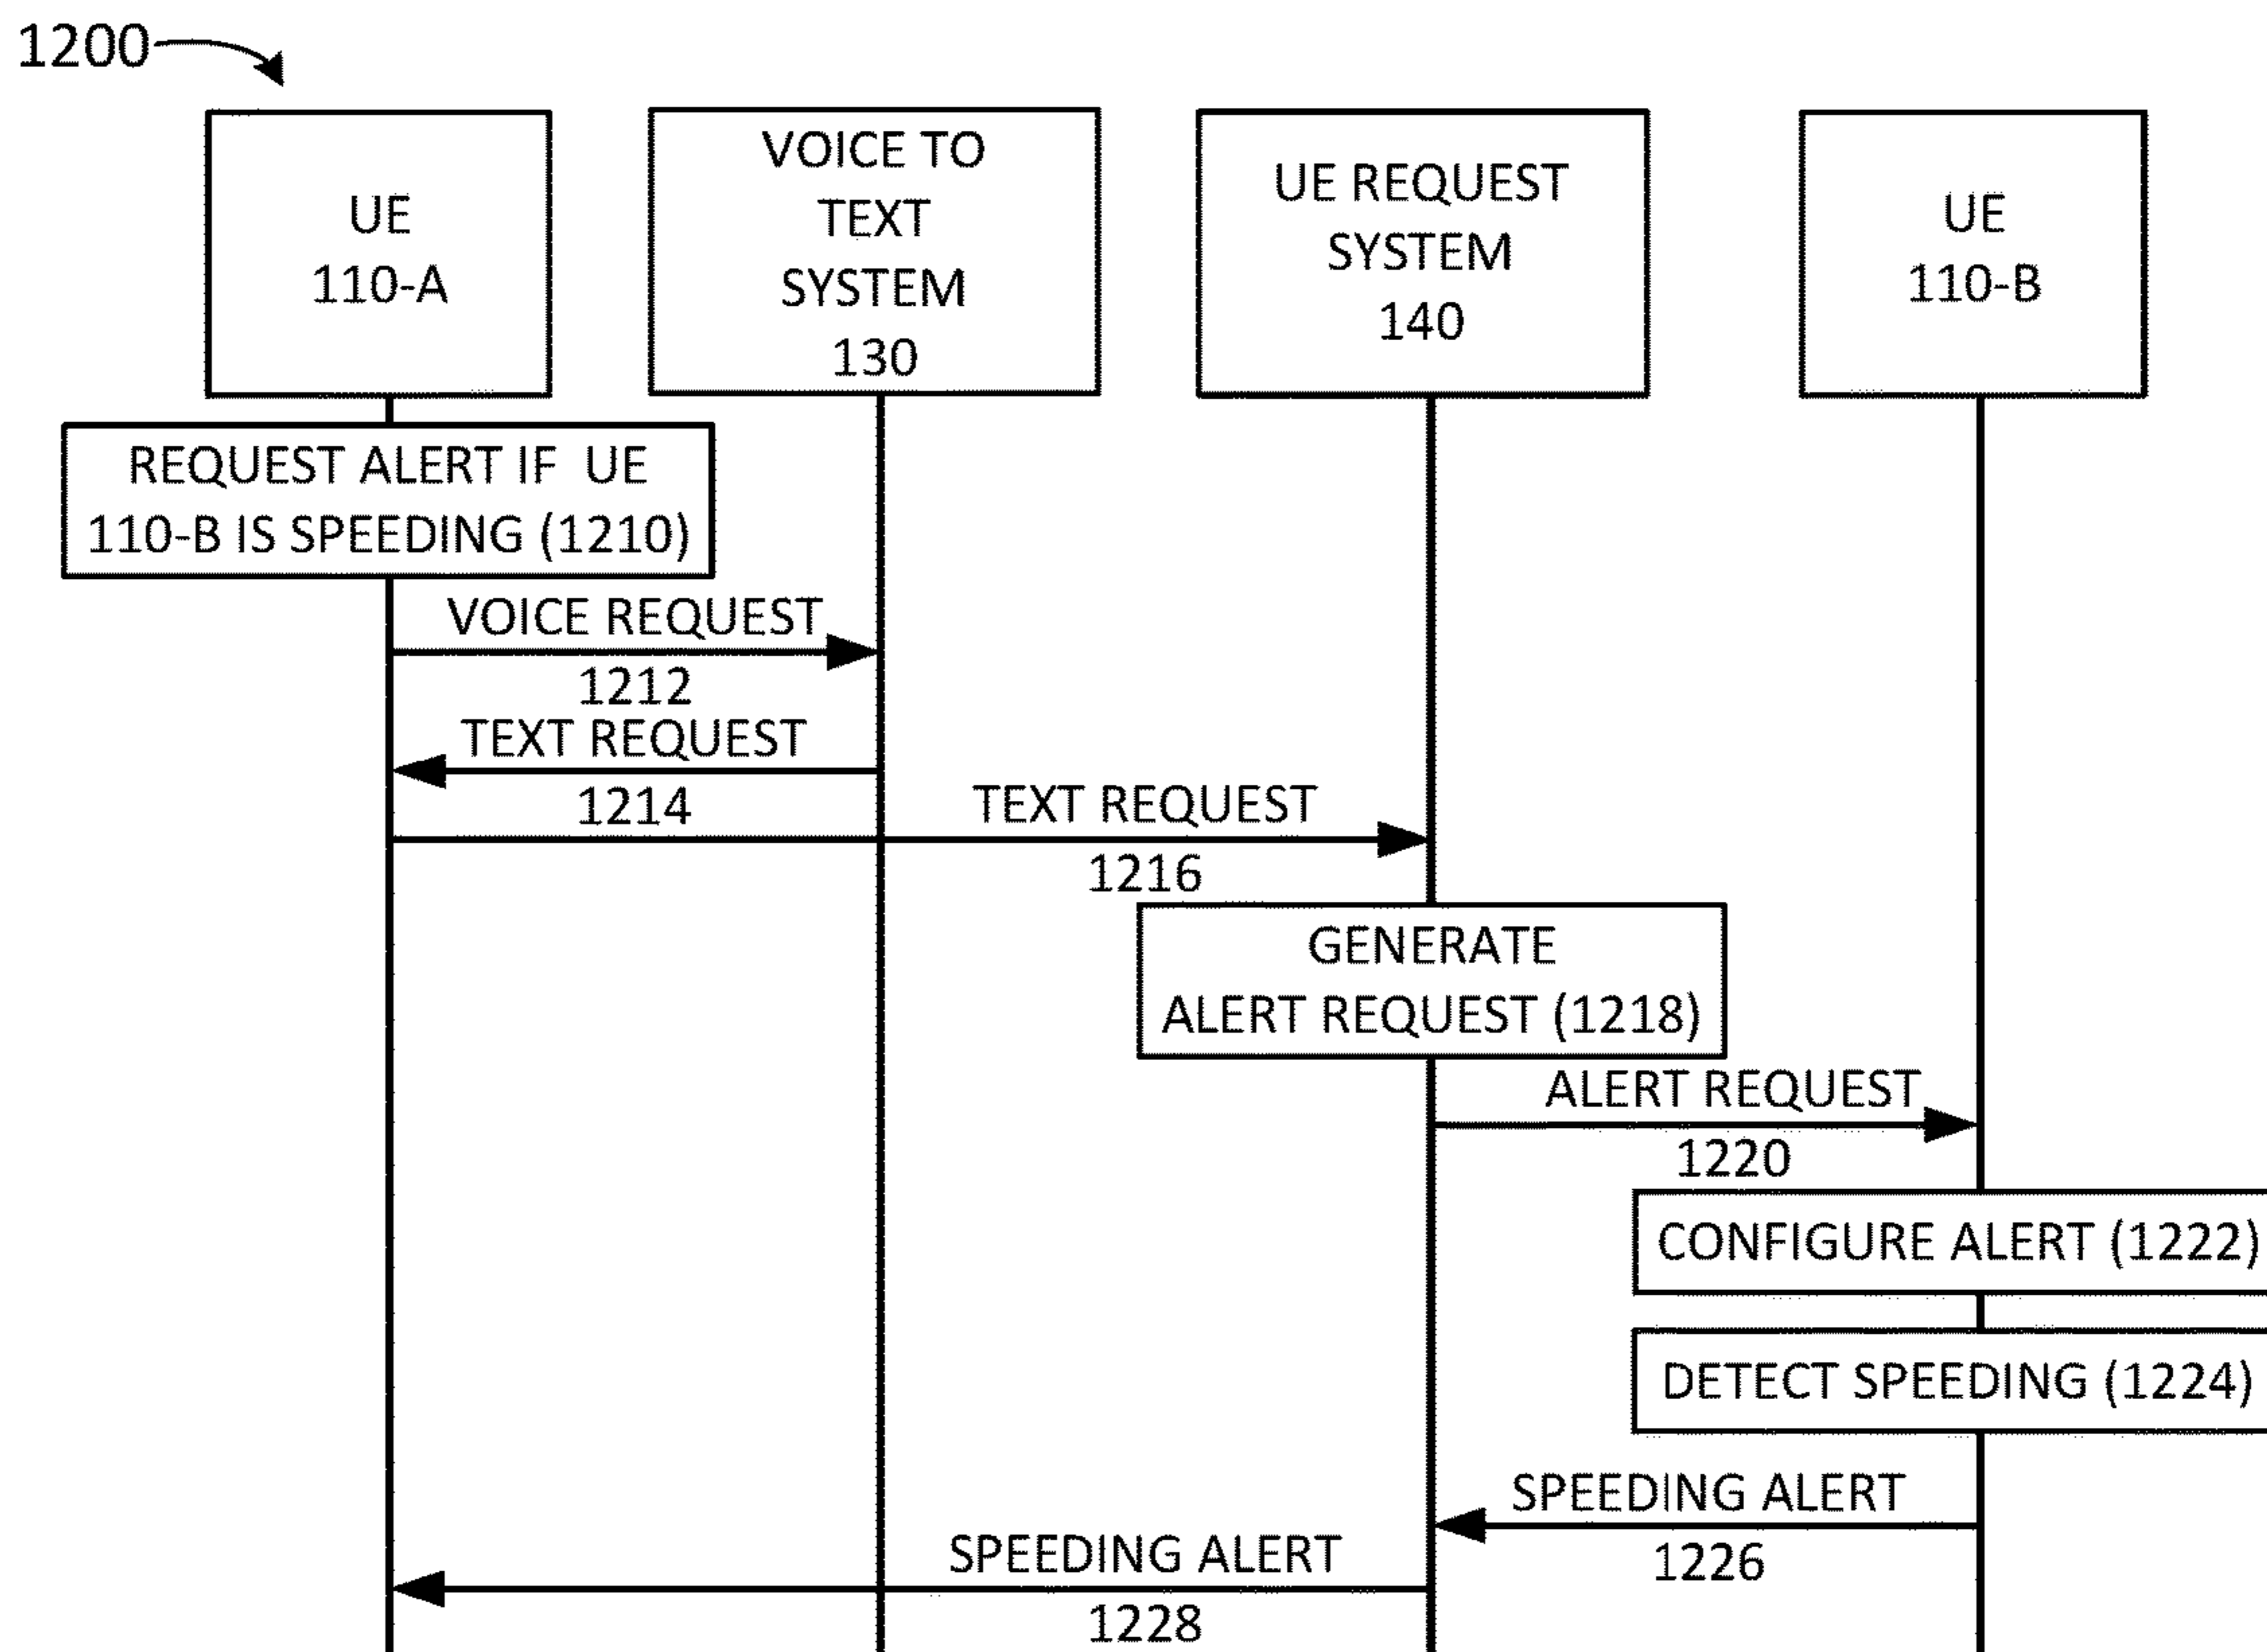 1200
UE
110-A
VOICE TO
TEXT
SYSTEM
130
UE REQUEST
SYSTEM
140
UE
110-B
REQUEST ALERT IF UE
110-B IS SPEEDING (1210)
VOICE REQUEST
1212
TEXT REQUEST
1214
TEXT REQUEST
1216
GENERATE
ALERT REQUEST (1218)
ALERT REQUEST
1220
CONFIGURE ALERT (1222)
DETECT SPEEDING (1224)
SPEEDING ALERT
1226
SPEEDING ALERT
1228